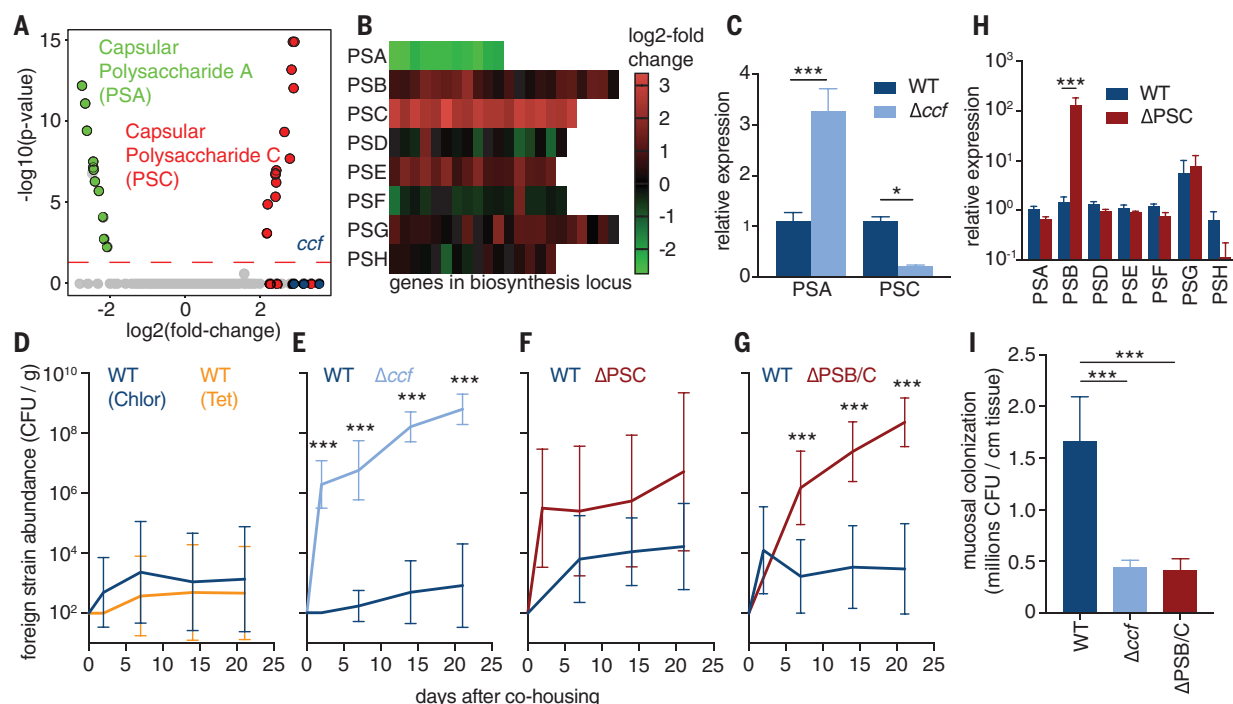 A
15
10
5
0
-log10(p-value)
Capsular
Polysaccharide A
(PSA)
Capsular
Polysaccharide C
(PSC)
ccf
-2
0
2
log2(fold-change)
B
PSA
PSB
PSC
PSD
PSE
PSF
PSG
PSH
genes in biosynthesis locus
log2-fold
change
3
2
1
0
-1
-2
C
relative expression
4
3
2
1
0
***
*
WT
Δccf
PSA
PSC
H
relative expression
10³
10²
10¹
10⁰
10⁻¹
***
WT
ΔPSC
PSA
PSB
PSD
PSE
PSF
PSG
PSH
D
foreign strain abundance (CFU / g)
10¹⁰
10⁸
10⁶
10⁴
10²
WT
(Chlor)
WT
(Tet)
0 5 10 15 20 25
E
WT Δccf
***
***
***
***
0 5 10 15 20 25
F
WT ΔPSC
0 5 10 15 20 25
G
WT ΔPSB/C
***
***
***
0 5 10 15 20 25
days after co-housing
I
mucosal colonization
(millions CFU / cm tissue)
2.5
2.0
1.5
1.0
0.5
0
***
***
WT
Δccf
ΔPSB/C